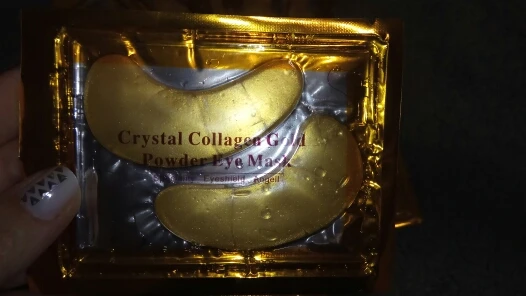 Crystal Collagen Gold
Powder Eye Mask